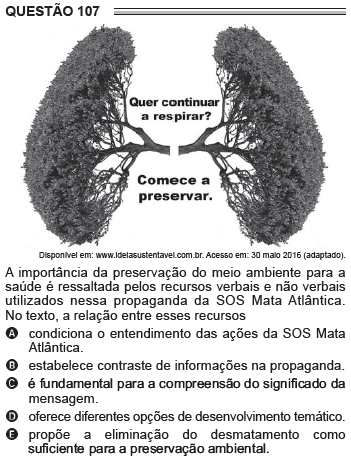 QUESTÃO 107
Quer continuar
a respirar?
Comece a
preservar.
Disponível em: www.ideiasustentavel.com.br. Acesso em: 30 maio 2016 (adaptado).
A importância da preservação do meio ambiente para a
saúde é ressaltada pelos recursos verbais e não verbais
utilizados nessa propaganda da SOS Mata Atlântica.
No texto, a relação entre esses recursos
A condiciona o entendimento das ações da SOS Mata
Atlântica.
B estabelece contraste de informações na propaganda.
C é fundamental para a compreensão do significado da
mensagem.
D oferece diferentes opções de desenvolvimento temático.
E propõe a eliminação do desmatamento como
suficiente para a preservação ambiental.